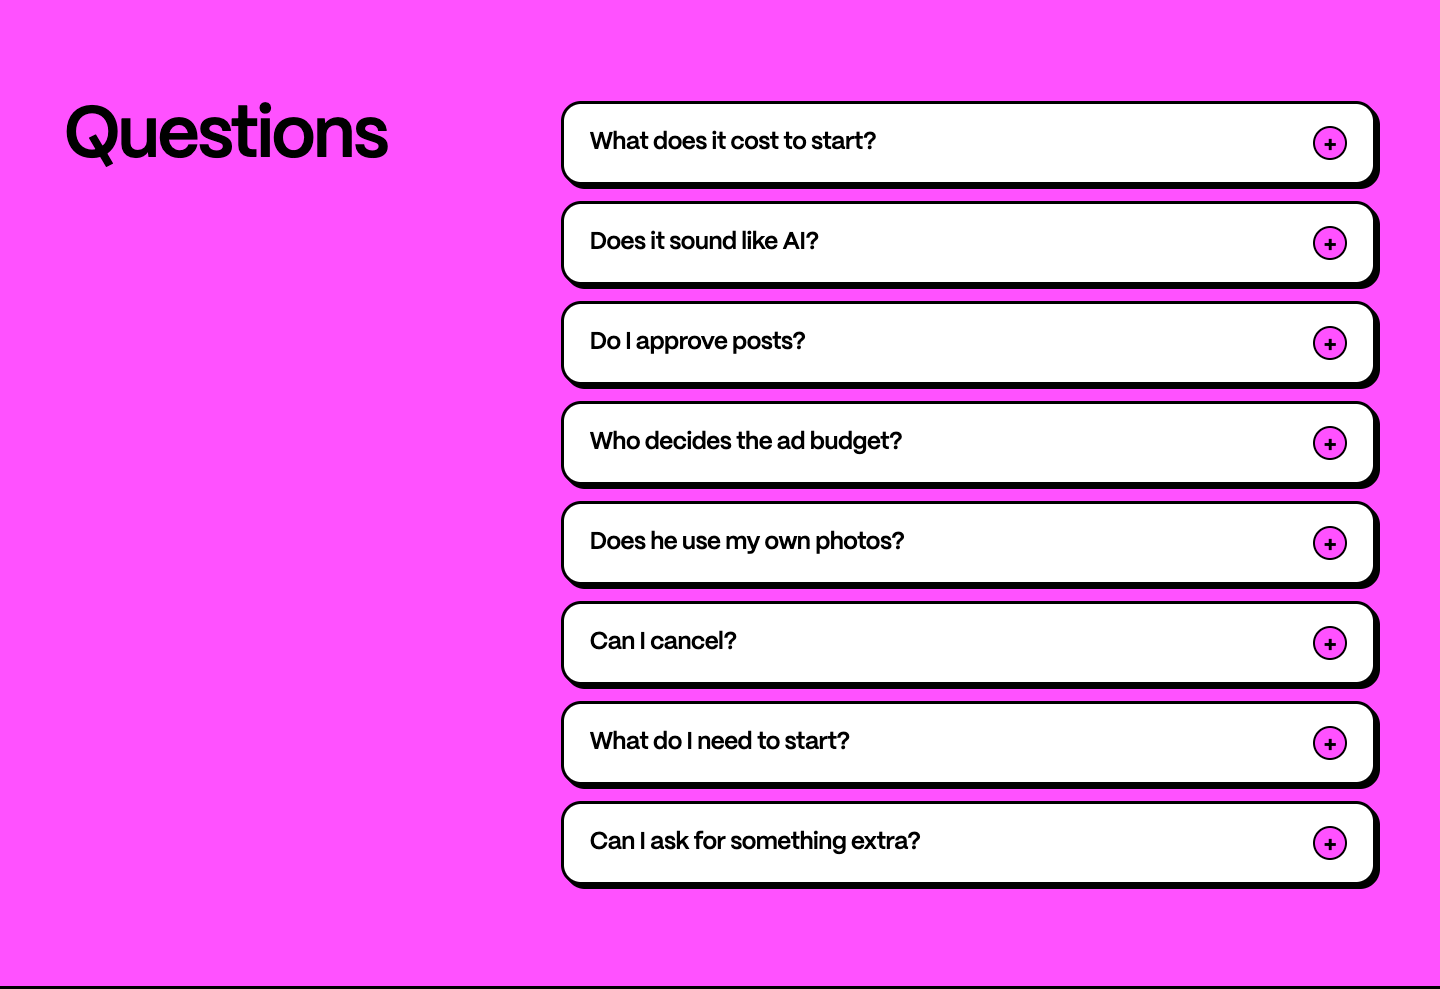 Questions
What does it cost to start?
+
Does it sound like AI?
+
Do I approve posts?
+
Who decides the ad budget?
+
Does he use my own photos?
+
Can I cancel?
+
What do I need to start?
+
Can I ask for something extra?
+